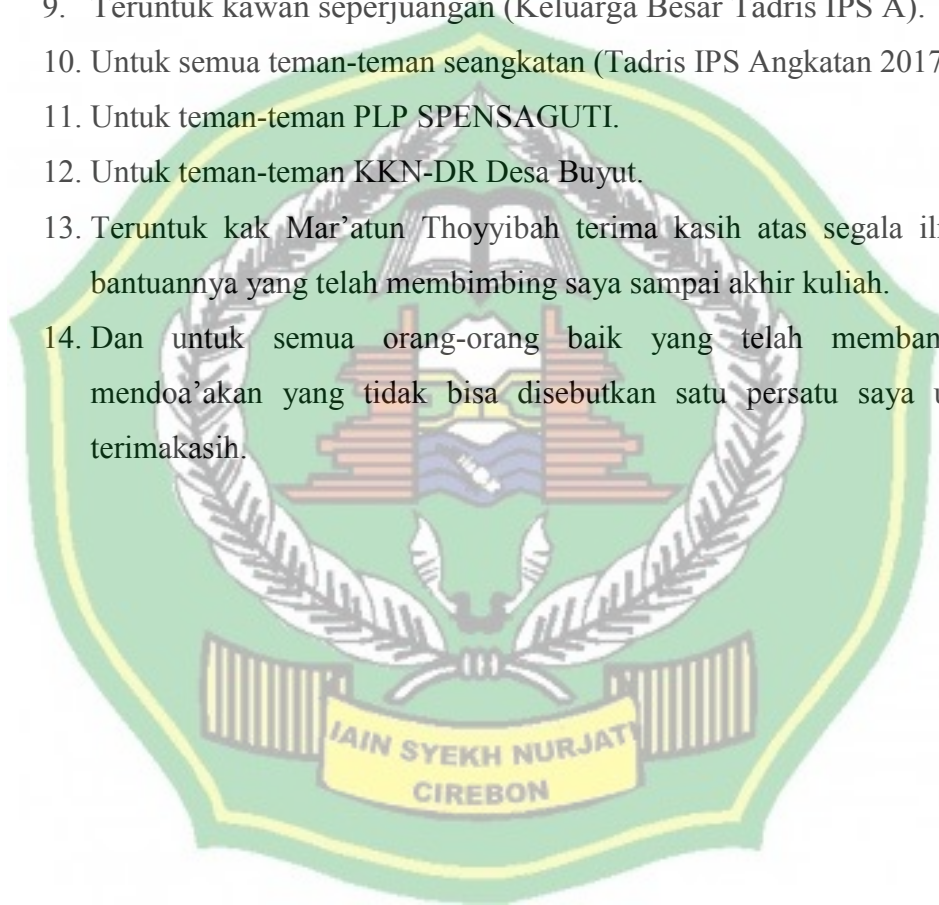 9. Teruntuk kawan seperjuangan (Keluarga Besar Tadris IPS A).
10. Untuk semua teman-teman seangkatan (Tadris IPS Angkatan 2017
11. Untuk teman-teman PLP SPENSAGUTI.
12. Untuk teman-teman KKN-DR Desa Buyut.
13. Teruntuk kak Mar’atun Thoyyibah terima kasih atas segala
bantuannya yang telah membimbing saya sampai akhir kuliah.
14. Dan untuk semua orang-orang baik yang telah
mendoa’akan yang tidak bisa disebutkan satu persatu saya
terimakasih.
IAIN SYEKH NURJATI
CIREBON